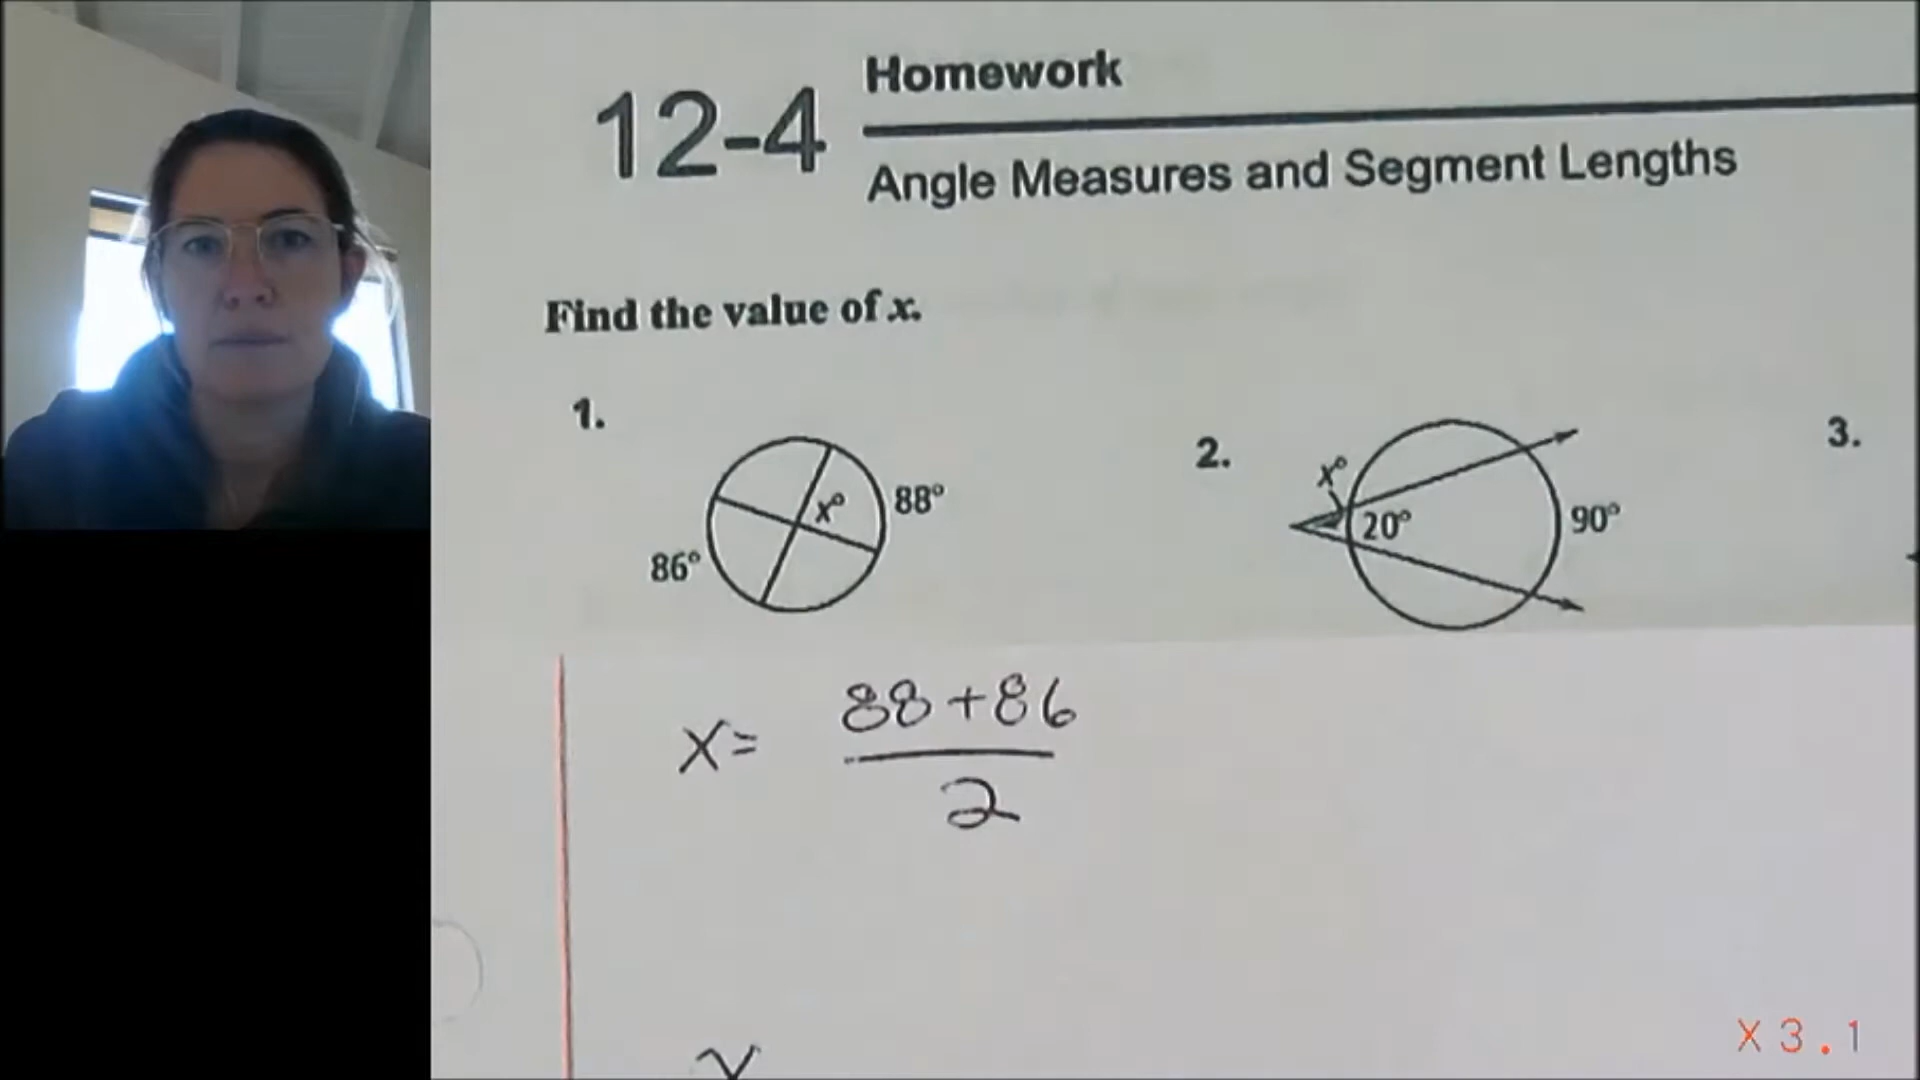 Homework
12-4
Angle Measures and Segment Lengths
Find the value of x.
1.
x°
88°
86°
2.
x°
20°
90°
3.
x = 88 + 86
2
X 3.1